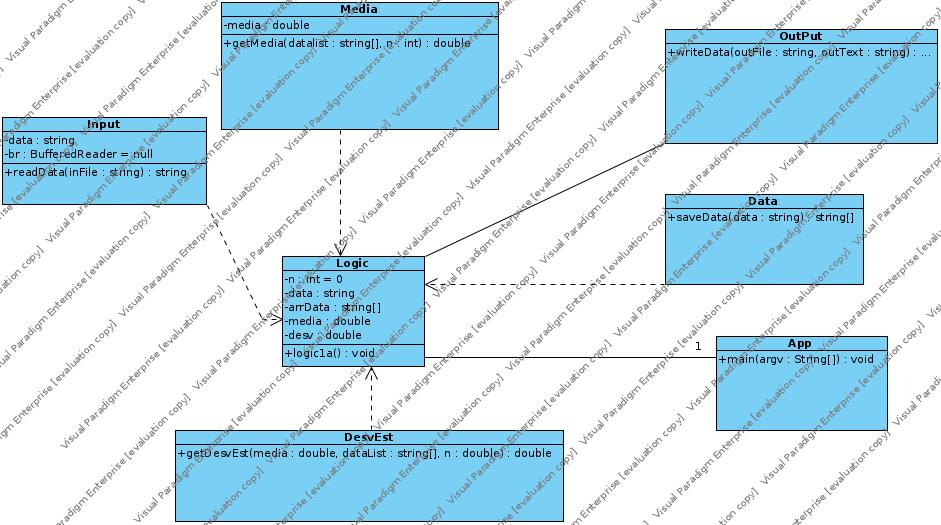 Media
-media : double
+getMedia(datalist : string[], n : int) : double
OutPut
+writeData(outFile : string, outText : string) : ...
Input
-data : string
-br : BufferedReader = null
+readData(inFile : string) : string
Data
+saveData(data : string) : string[]
Logic
-n : int = 0
-data : string
-arrData : string[]
-media : double
-desv : double
+logic1a() : void
1
App
+main(argv : String[]) : void
DesvEst
+getDesvEst(media : double, dataList : string[], n : double) : double
Visual Paradigm Enterprise [evaluation copy]